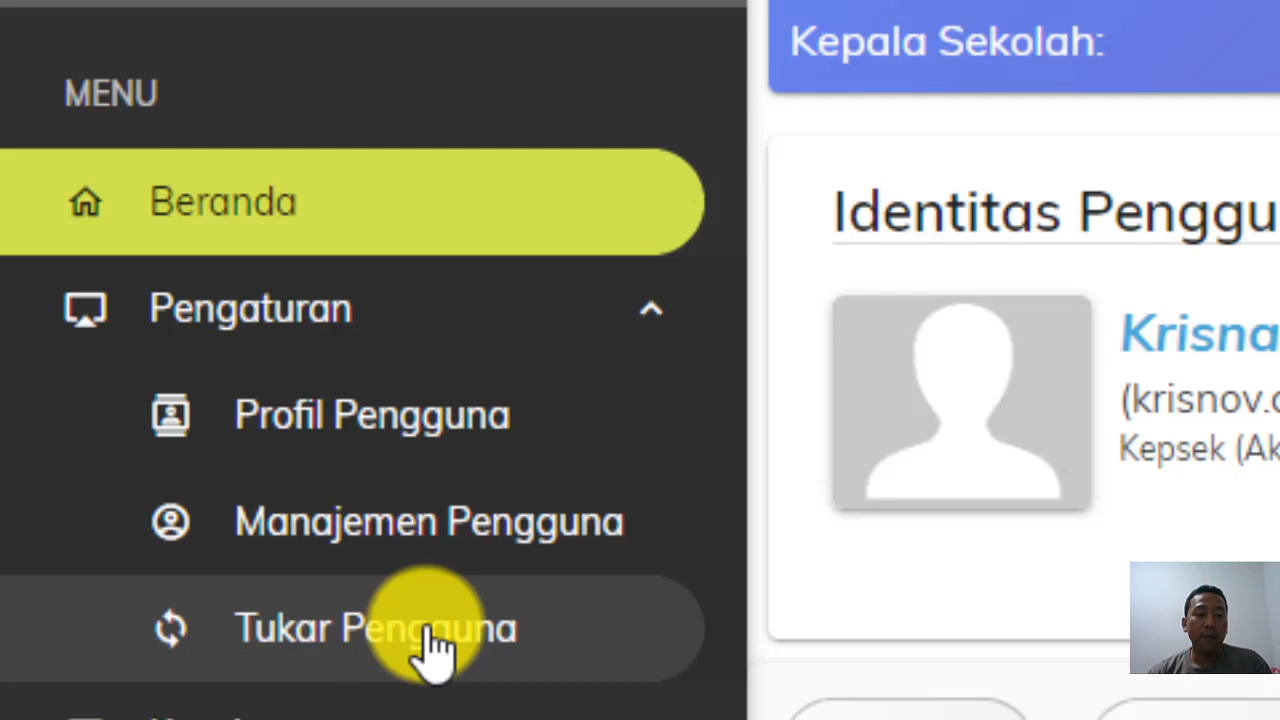 MENU
Beranda
Pengaturan
Profil Pengguna
Manajemen Pengguna
Tukar Pengguna
Kepala Sekolah:
Identitas Penggu
Krisna
(krisnov.
Kepsek (Ak